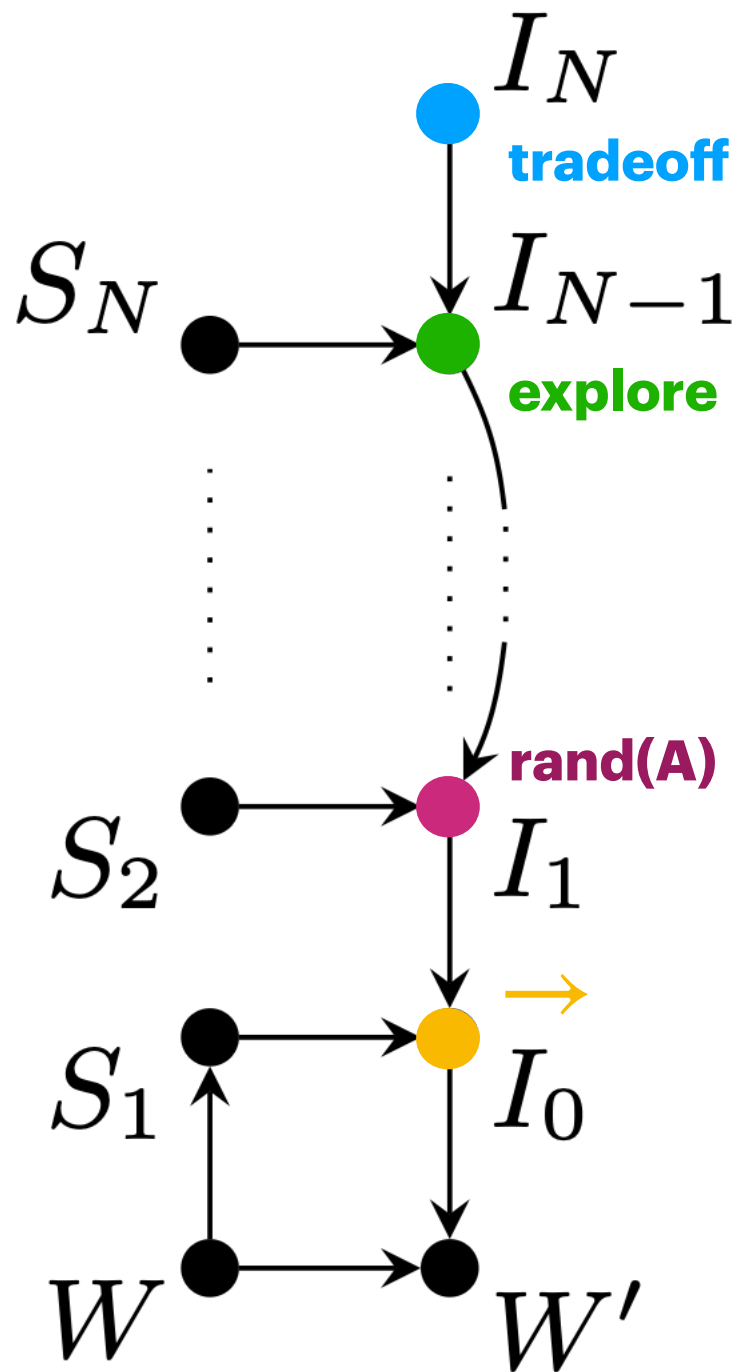 I_N
tradeoff
S_N
I_{N-1}
explore
rand(A)
S_2
I_1
→
S_1
I_0
W
W'